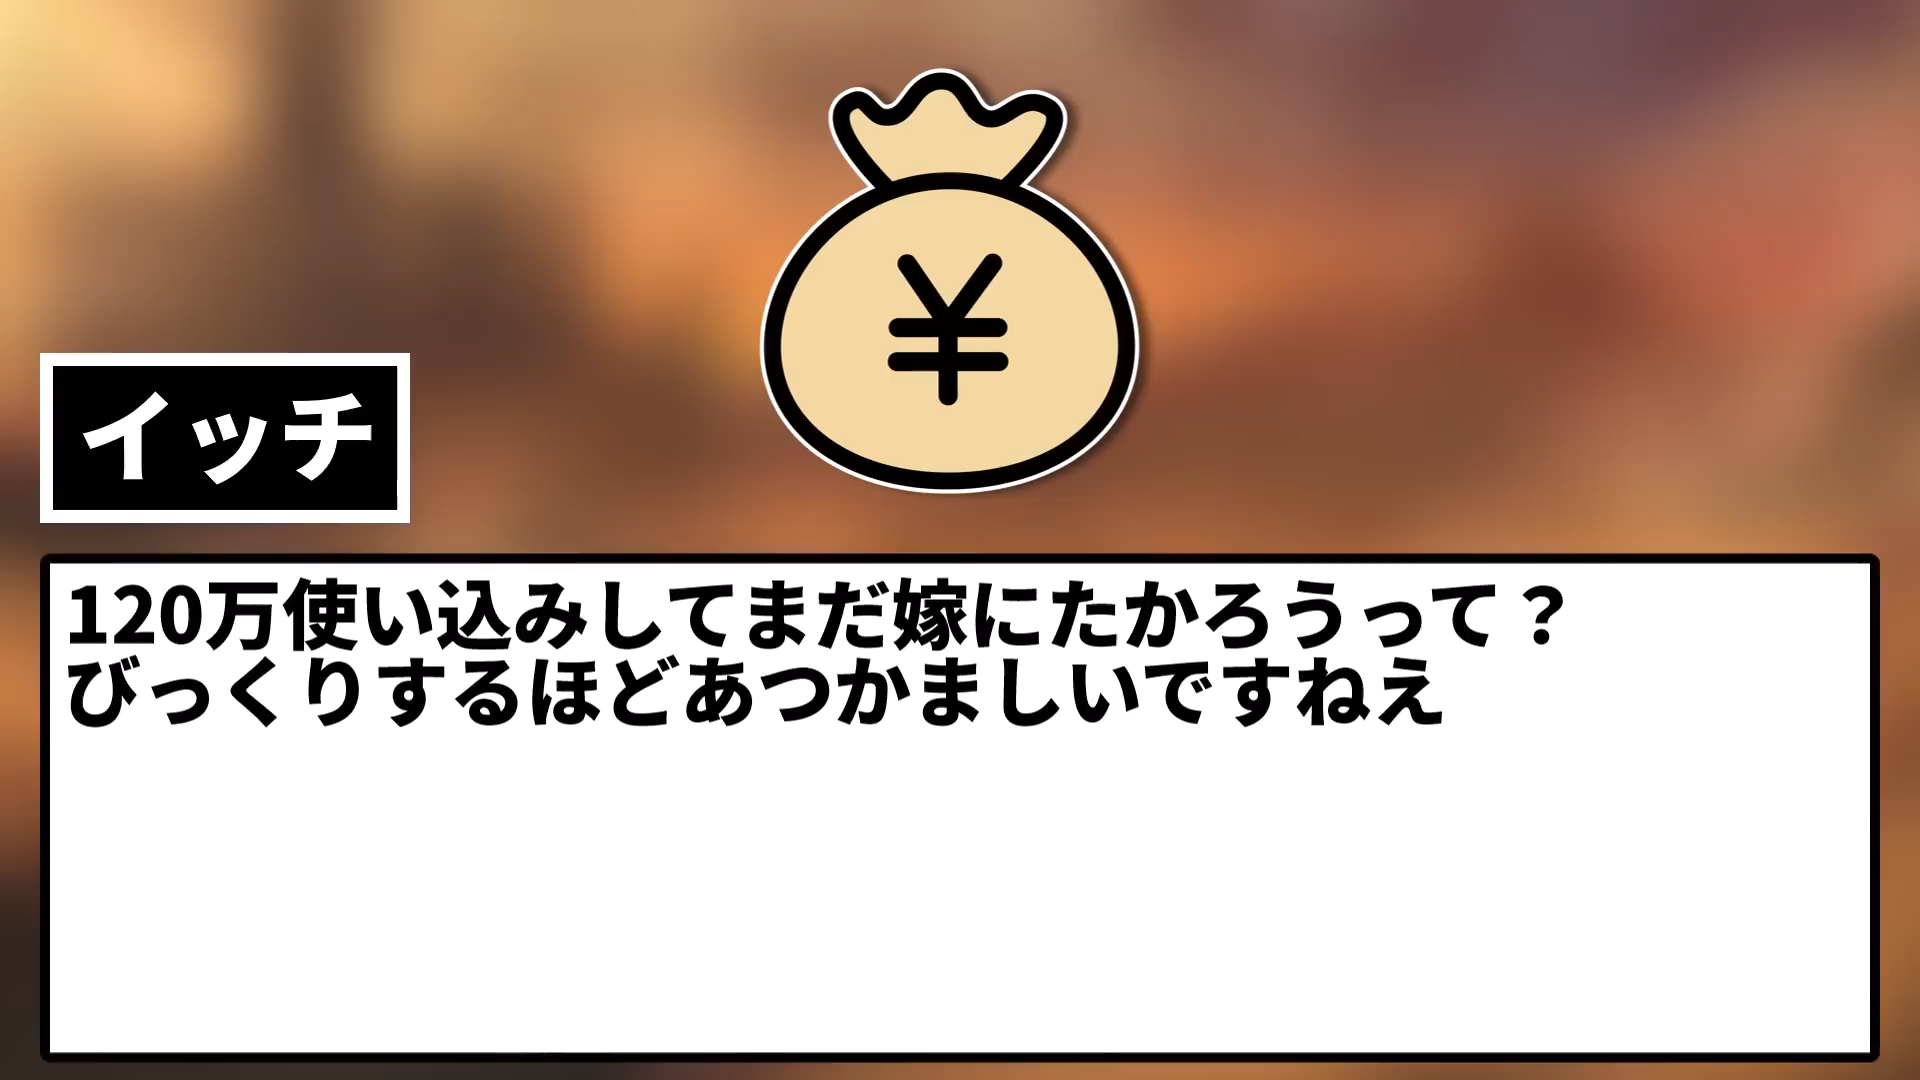 ¥
イッチ
120万使い込みしてまだ嫁にたかろうって？
びっくりするほどあつかましいですねえ